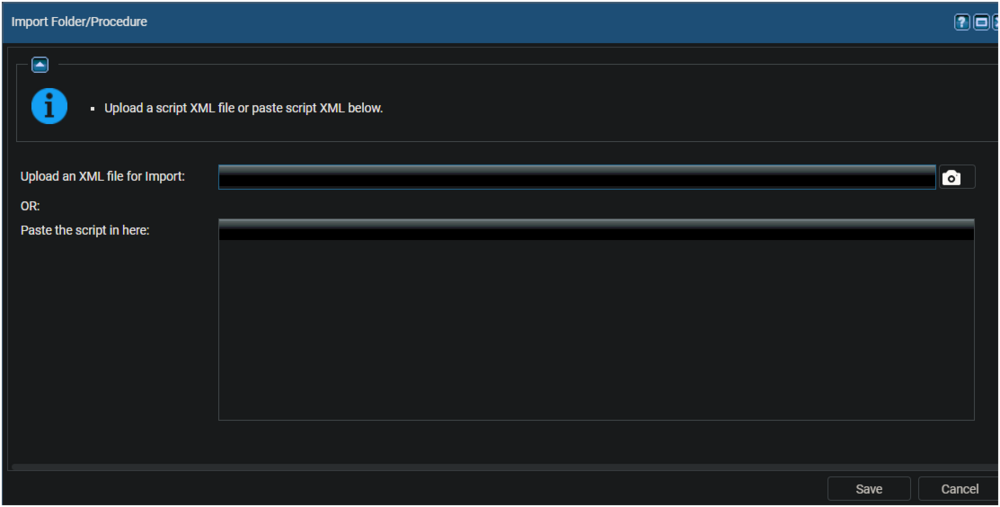 Import Folder/Procedure
?
Upload a script XML file or paste script XML below.
Upload an XML file for Import:
OR:
Paste the script in here:
Save Cancel